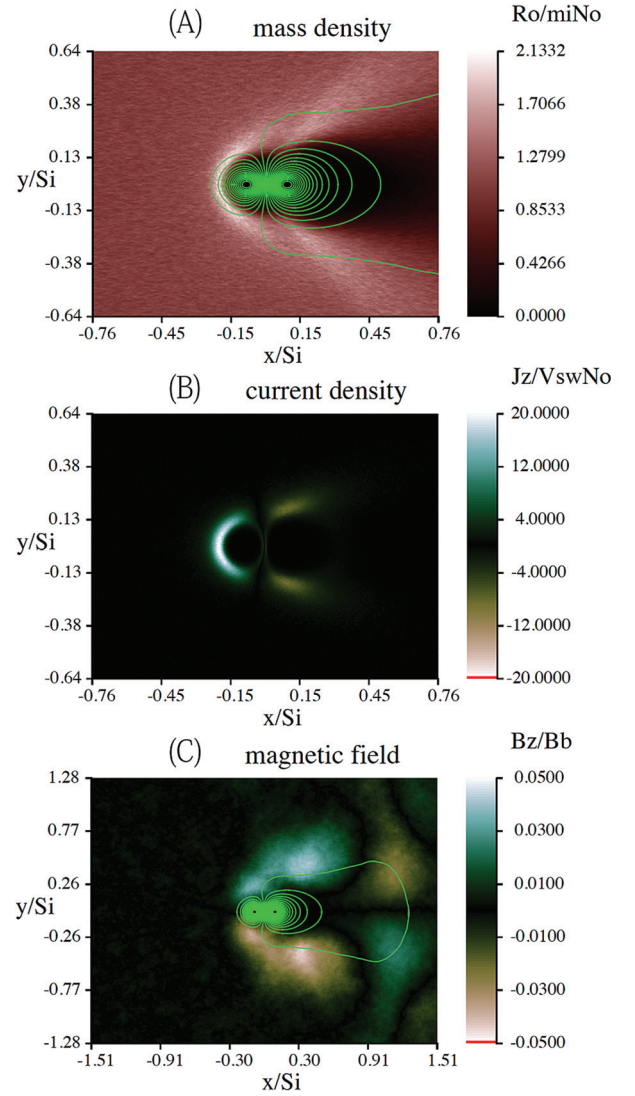 (A) mass density Ro/miNo
0.64 2.1332
0.38 1.7066
0.13 1.2799
y/Si
-0.13 0.8533
-0.38 0.4266
-0.64 0.0000
-0.76 -0.45 -0.15 0.15 0.45 0.76
x/Si
(B) current density Jz/VswNo
0.64 20.0000
0.38 12.0000
0.13 4.0000
y/Si
-0.13 -4.0000
-0.38 -12.0000
-0.64 -20.0000
-0.76 -0.45 -0.15 0.15 0.45 0.76
x/Si
(C) magnetic field Bz/Bb
1.28 0.0500
0.77 0.0300
0.26 0.0100
y/Si
-0.26 -0.0100
-0.77 -0.0300
-1.28 -0.0500
-1.51 -0.91 -0.30 0.30 0.91 1.51
x/Si